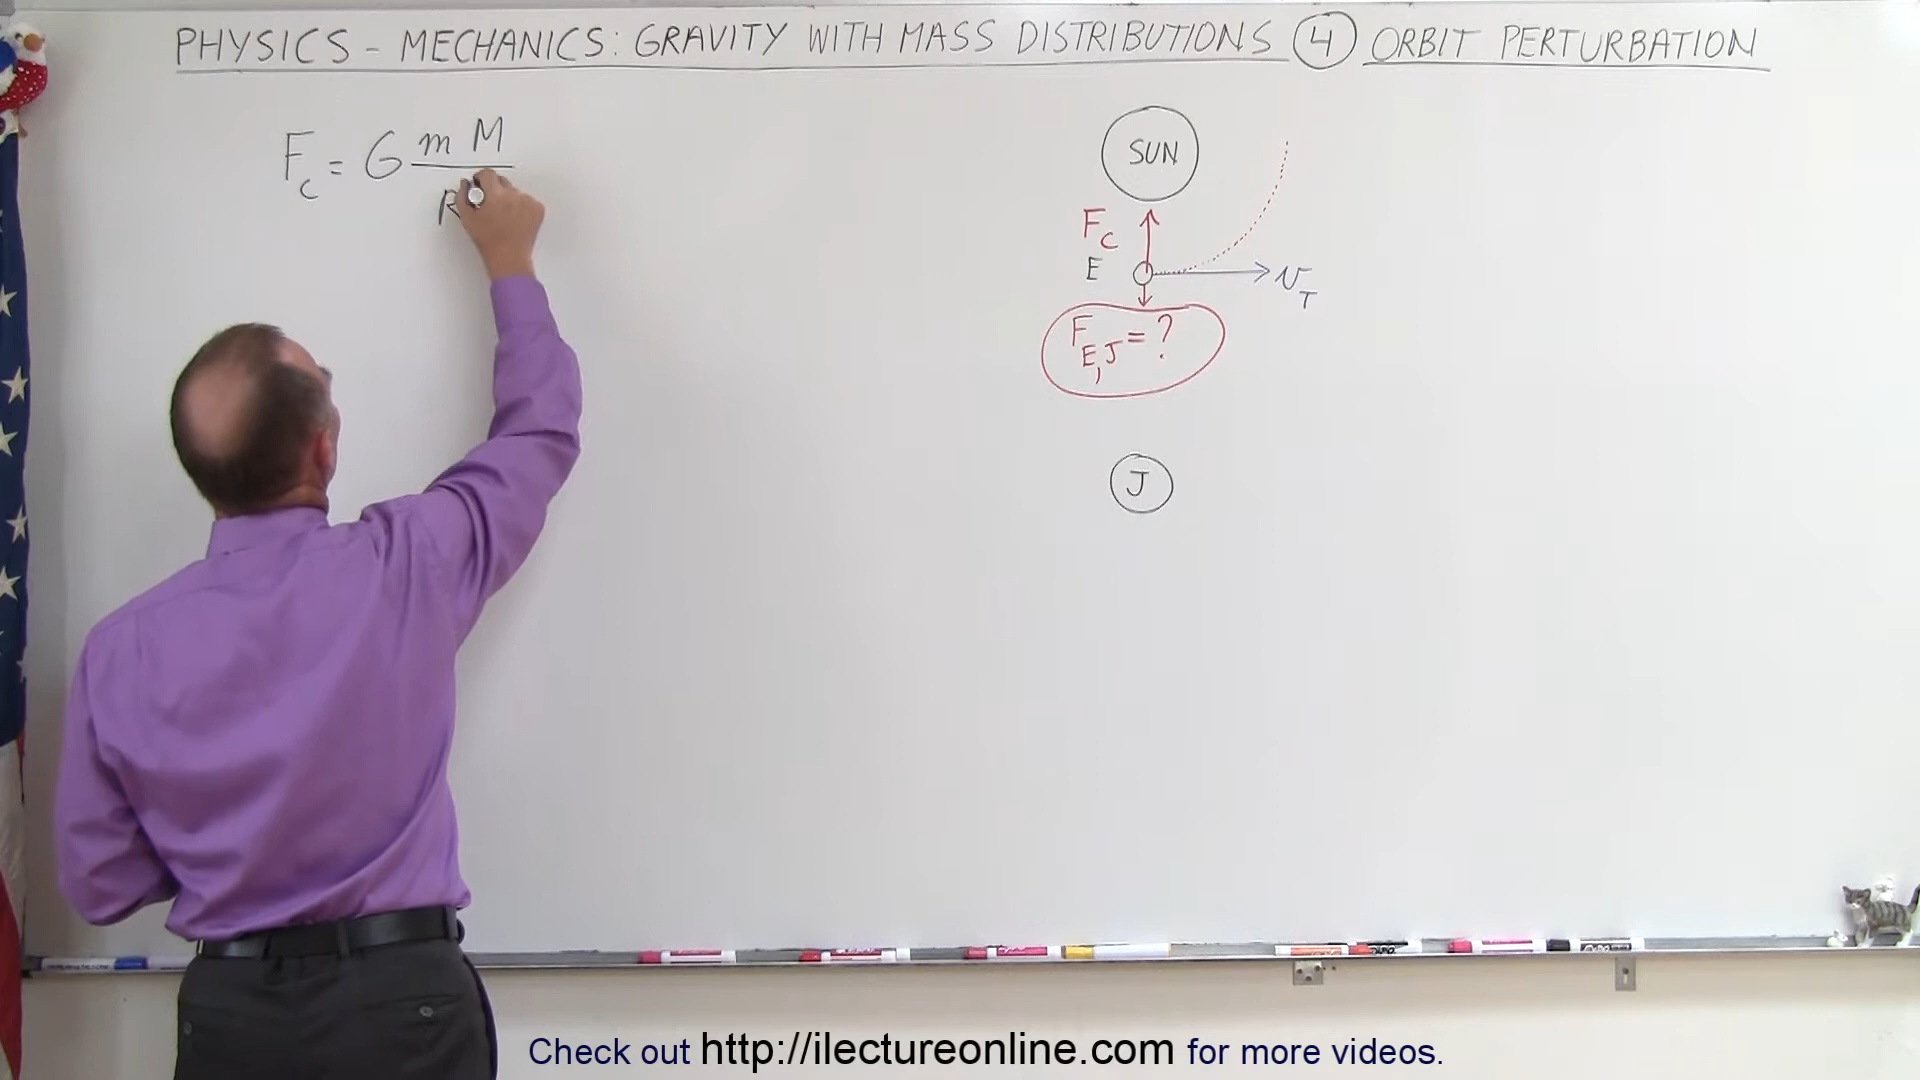 PHYSICS - MECHANICS: GRAVITY WITH MASS DISTRIBUTIONS 4 ORBIT PERTURBATION
F_C = G m M
R
SUN
F_C
E
v_T
F_E,J = ?
J
Check out http://ilectureonline.com for more videos.